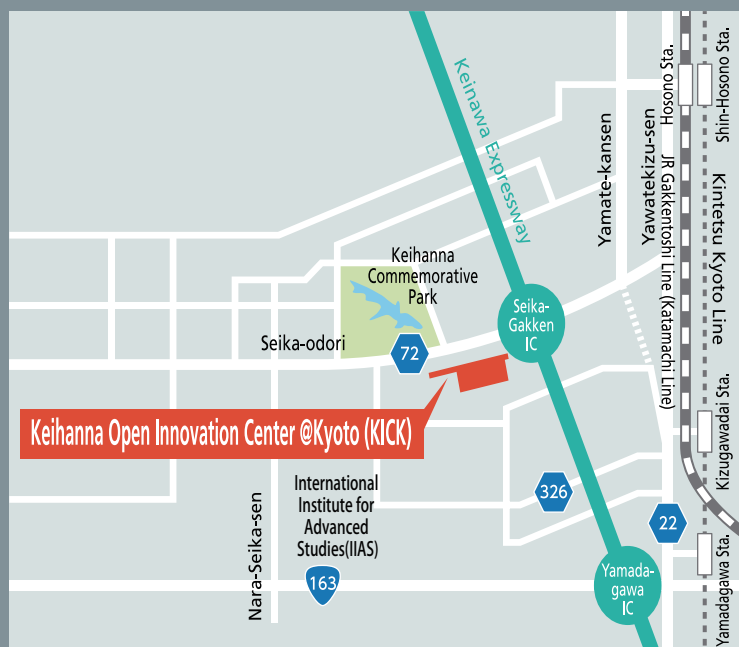 Keinawa Expressway
Hosono Sta.
Shin-Hosono Sta.
Yamate-kansen
Yawatekizu-sen
JR Gakkentoshi Line (Katamachi Line)
Kintetsu Kyoto Line
Keihanna
Commemorative
Park
Seika-
Gakken
IC
Seika-odori
72
Keihanna Open Innovation Center @Kyoto (KICK)
Kizugawadai Sta.
International
Institute for
Advanced
Studies(IIAS)
326
22
Nara-Seika-sen
163
Yamada-
gawa
IC
Yamadagawa Sta.